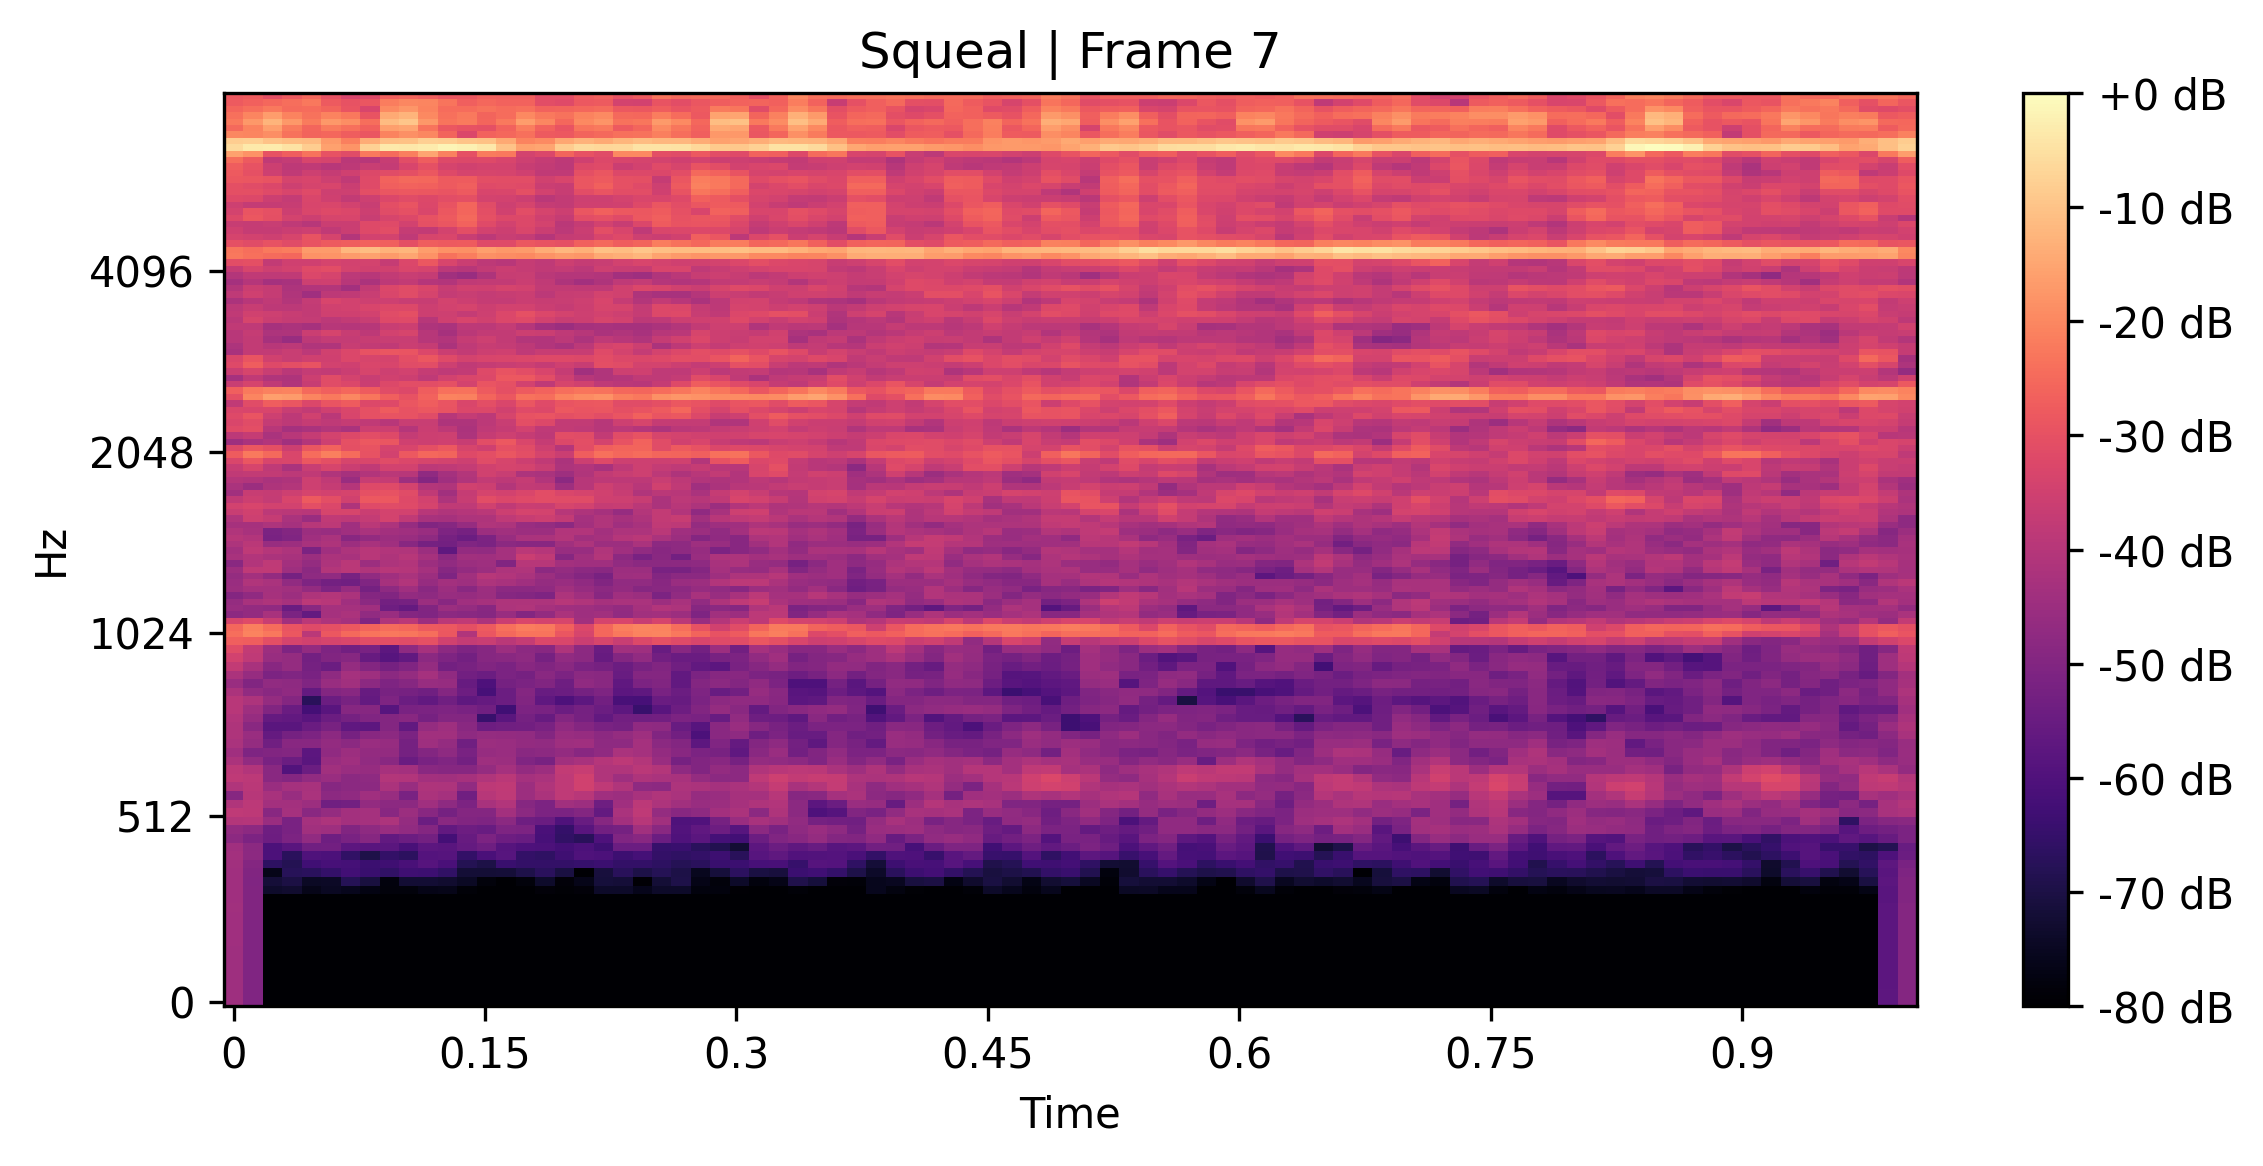 Squeal | Frame 7
Hz
4096
2048
1024
512
0
0 0.15 0.3 0.45 0.6 0.75 0.9
Time
+0 dB
-10 dB
-20 dB
-30 dB
-40 dB
-50 dB
-60 dB
-70 dB
-80 dB